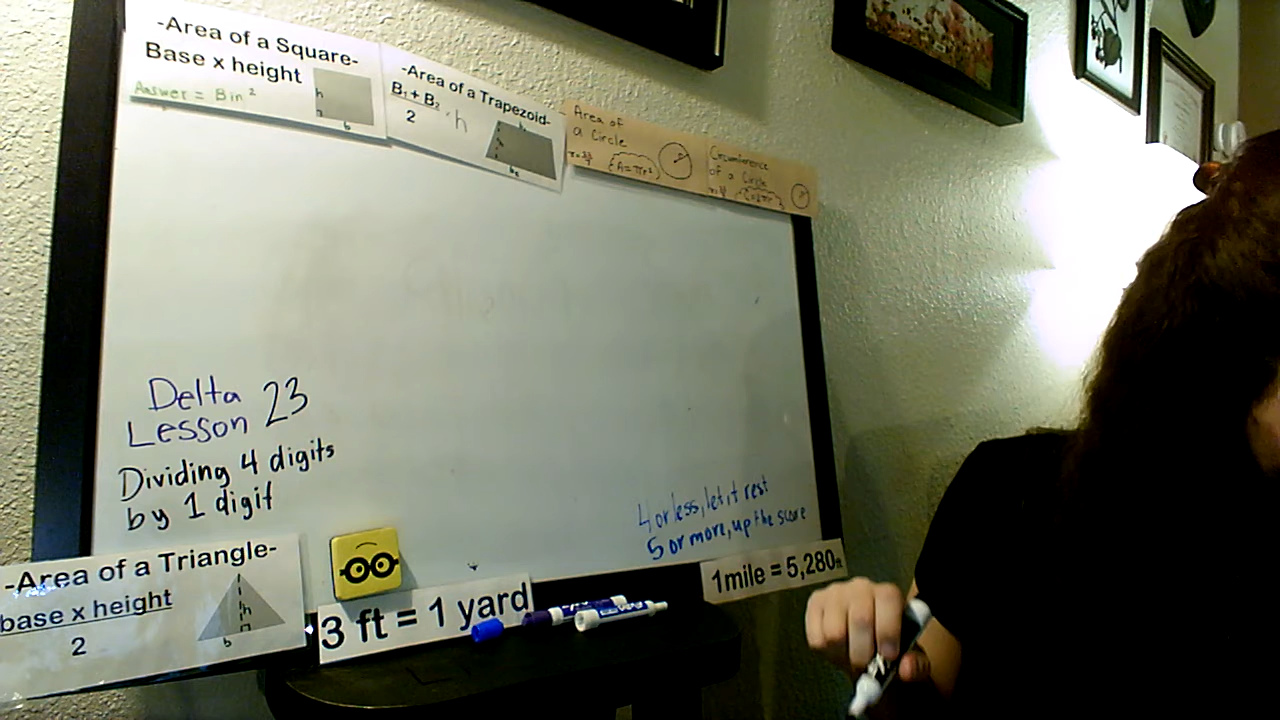 -Area of a Square-
Base x height
Answer = Bin²
h
b
-Area of a Trapezoid-
B₁ + B₂
2
· h
b₂
Area of
a Circle
A=πr²
Circumference
of a Circle
Delta
Lesson 23
Dividing 4 digits
by 1 digit
4 or less, let it rest
5 or more, up the score
-Area of a Triangle-
base x height
2
h
b
3 ft = 1 yard
1mile = 5,280ft